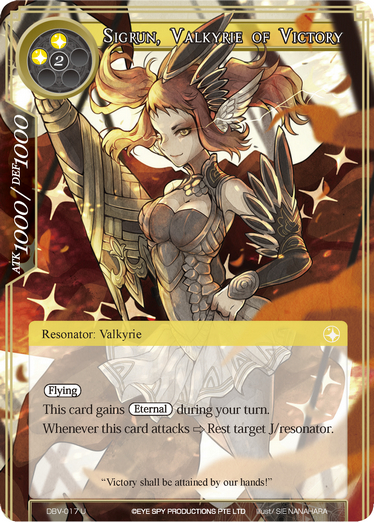 Sigrun, Valkyrie of Victory
2
ATK 1000 / DEF 1000
Resonator: Valkyrie
Flying
This card gains Eternal during your turn.
Whenever this card attacks ⇨ Rest target J/resonator.
"Victory shall be attained by our hands!"
DBV-017 U ©EYE SPY PRODUCTIONS PTE LTD Illust/ SIE NANAHARA